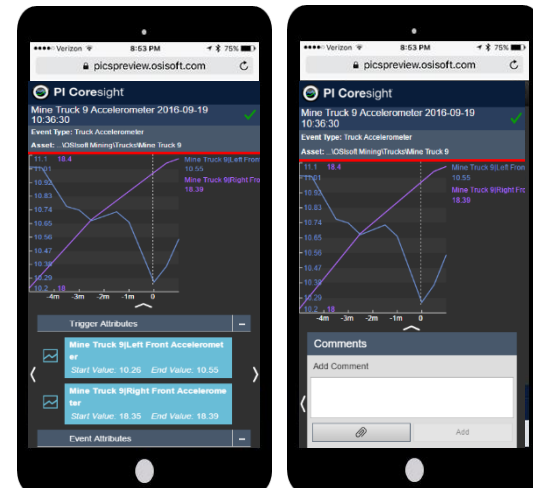 Verizon
8:53 PM
75%
picspreview.osisoft.com
PI Coresight
Mine Truck 9 Accelerometer 2016-09-19
10:36:30
Event Type: Truck Accelerometer
Asset: ...\OSIsoft Mining\Trucks\Mine Truck 9
11.1 18.4
11.01
10.92
10.83
10.74
10.65
10.56
10.47
10.38
10.29
10.2 18
-4m -3m -2m -1m 0
Mine Truck 9|Left Fron
10.55
Mine Truck 9|Right Fro
18.39
Trigger Attributes
Mine Truck 9|Left Front Acceleromet
er
Start Value: 10.26 End Value: 10.55
Mine Truck 9|Right Front Accelerome
ter
Start Value: 18.35 End Value: 18.39
Event Attributes
Verizon
8:53 PM
75%
picspreview.osisoft.com
PI Coresight
Mine Truck 9 Accelerometer 2016-09-19
10:36:30
Event Type: Truck Accelerometer
Asset: ...\OSIsoft Mining\Trucks\Mine Truck 9
11.1 18.4
11.01
10.92
10.83
10.74
10.65
10.56
10.47
10.38
10.29
10.2 18
-4m -3m -2m -1m 0
Mine Truck 9|Left Fron
10.55
Mine Truck 9|Right Fro
18.39
Comments
Add Comment
Add